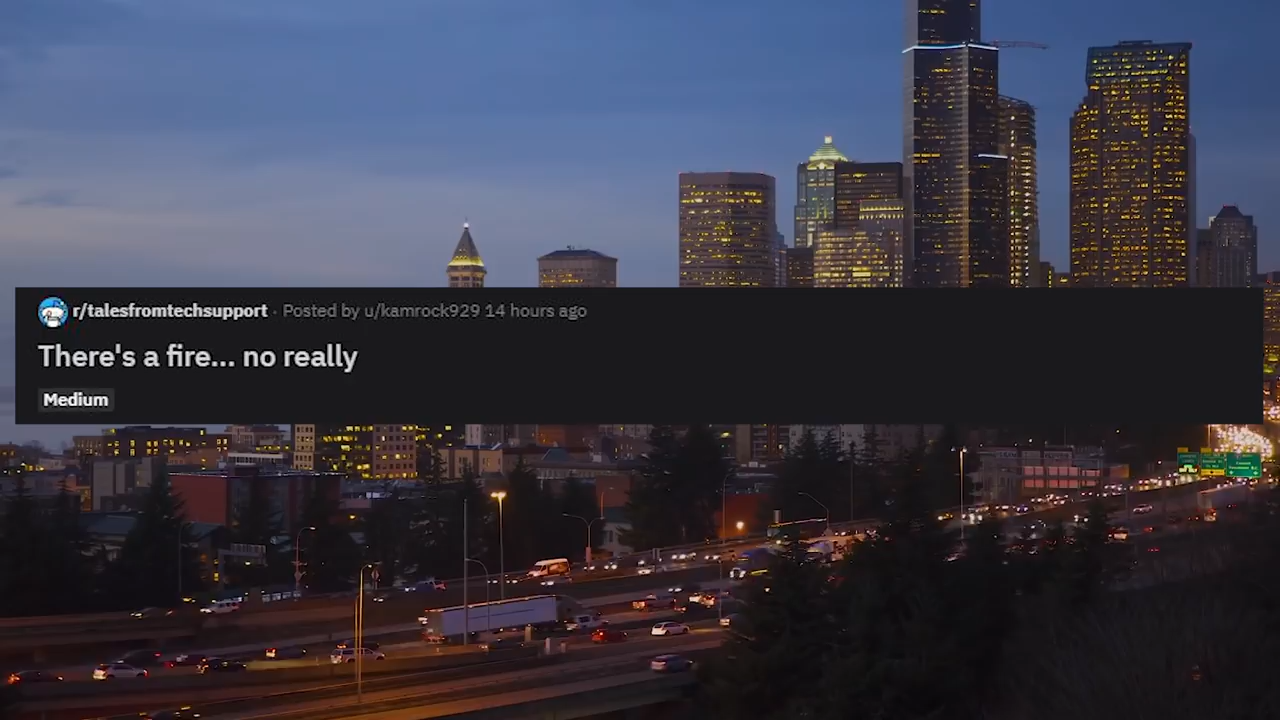 r/talesfromtechsupport · Posted by u/kamrock929 14 hours ago
There's a fire... no really
Medium